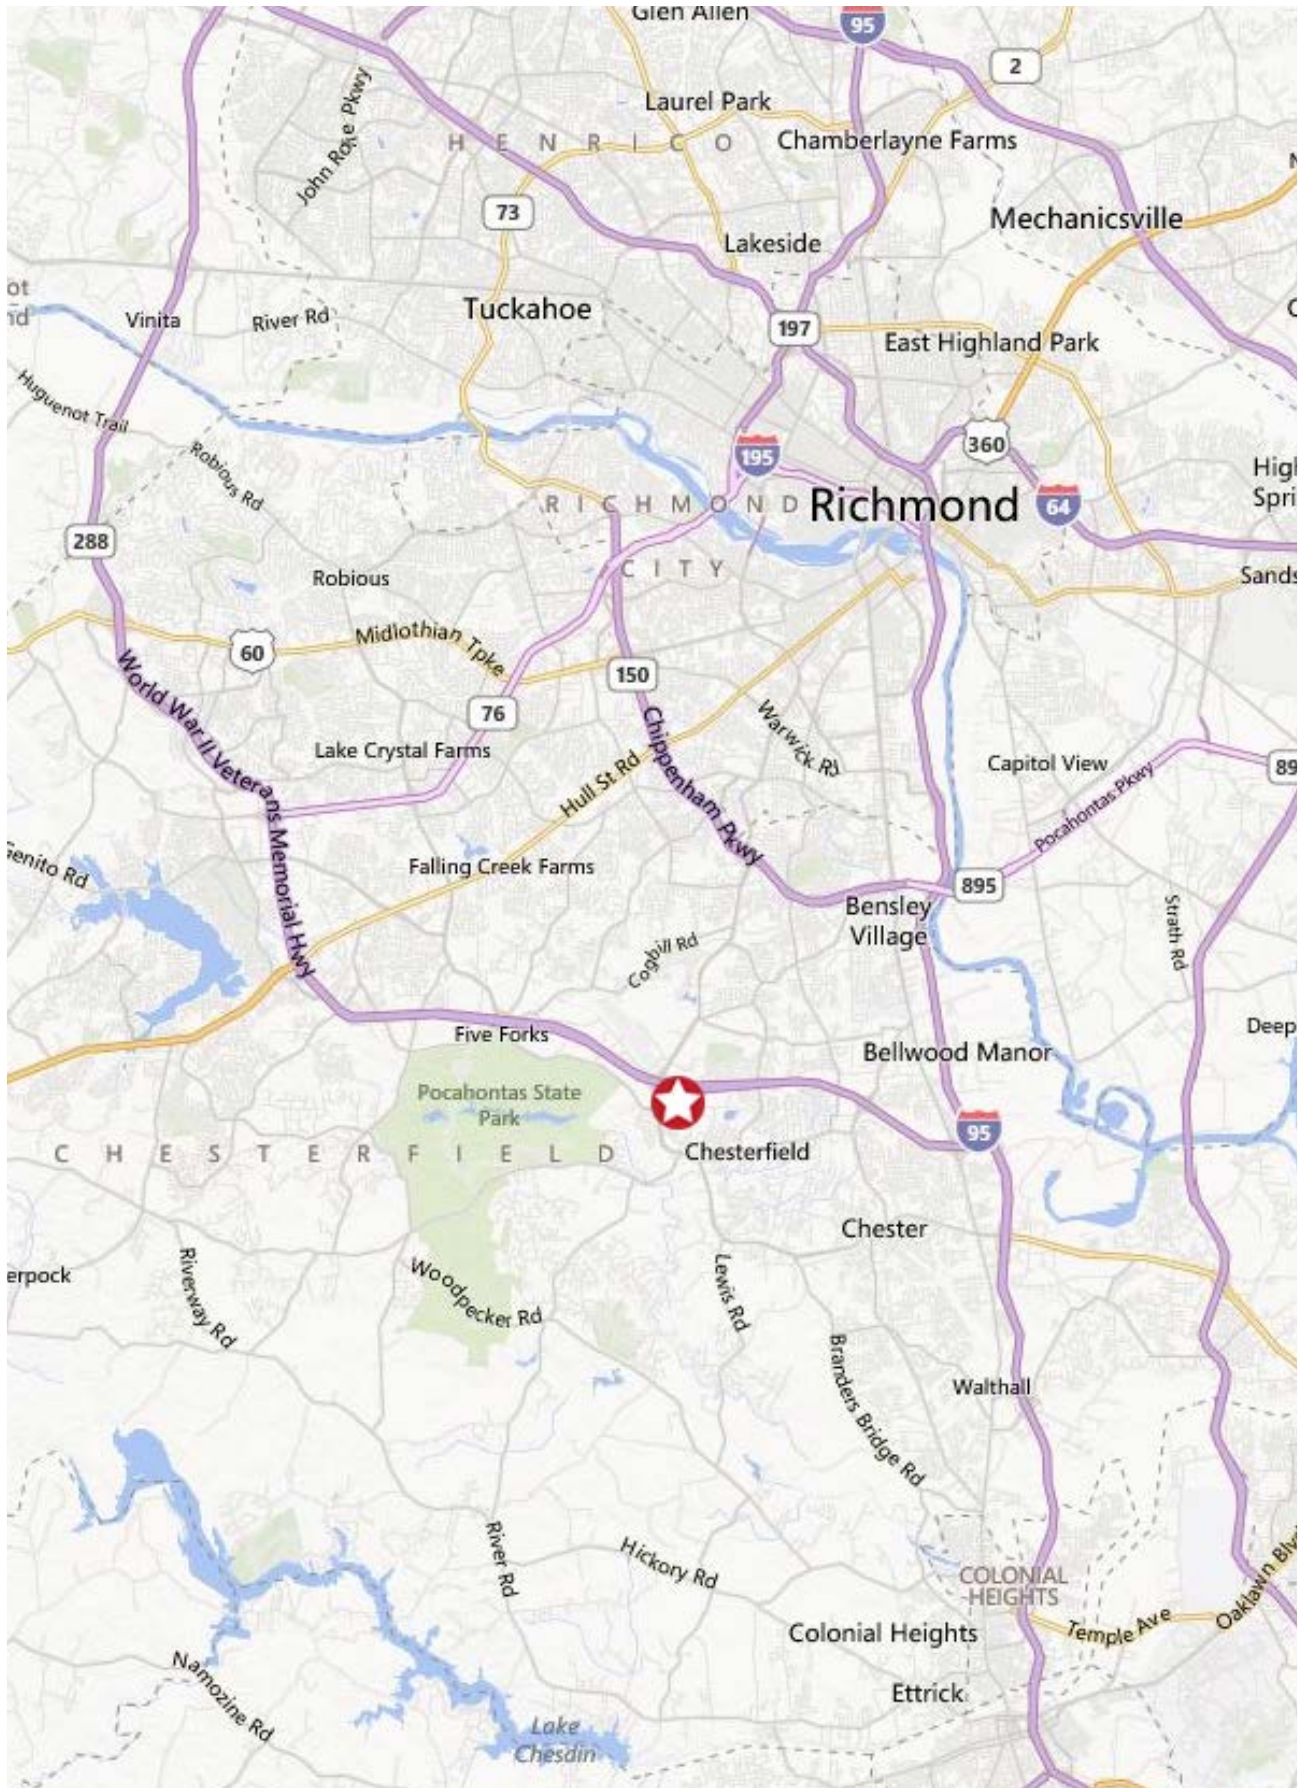 Glen Allen
95
2
John Rolfe Pkwy
Laurel Park
HENRICO
Chamberlayne Farms
73
Mechanicsville
Lakeside
Tuckahoe
Vinita
River Rd
197
East Highland Park
Huguenot Trail
Robious Rd
195
360
RICHMOND
Richmond
64
288
CITY
Robious
Sands
60
Midlothian Tpke
World War II Veterans Memorial Hwy
150
76
Chippenham Pkwy
Warwick Rd
Lake Crystal Farms
Hull St Rd
Capitol View
Pocahontas Pkwy
89
Genito Rd
Falling Creek Farms
895
Bensley
Village
Strath Rd
Cogbill Rd
Five Forks
Deep
Bellwood Manor
Pocahontas State
Park
95
CHESTERFIELD
Chesterfield
Chester
erpock
Riverway Rd
Woodpecker Rd
Lewis Rd
Branders Bridge Rd
Walthall
River Rd
Hickory Rd
COLONIAL
HEIGHTS
Colonial Heights
Temple Ave
Oaklawn Blvd
Namozine Rd
Ettrick
Lake
Chesdin